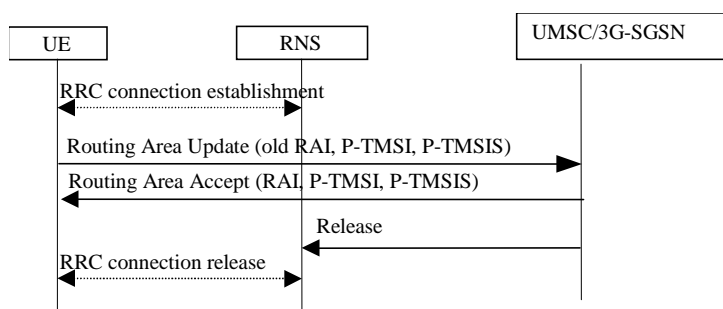 UE
RNS
UMSC/3G-SGSN
RRC connection establishment
Routing Area Update (old RAI, P-TMSI, P-TMSIS)
Routing Area Accept (RAI, P-TMSI, P-TMSIS)
Release
RRC connection release